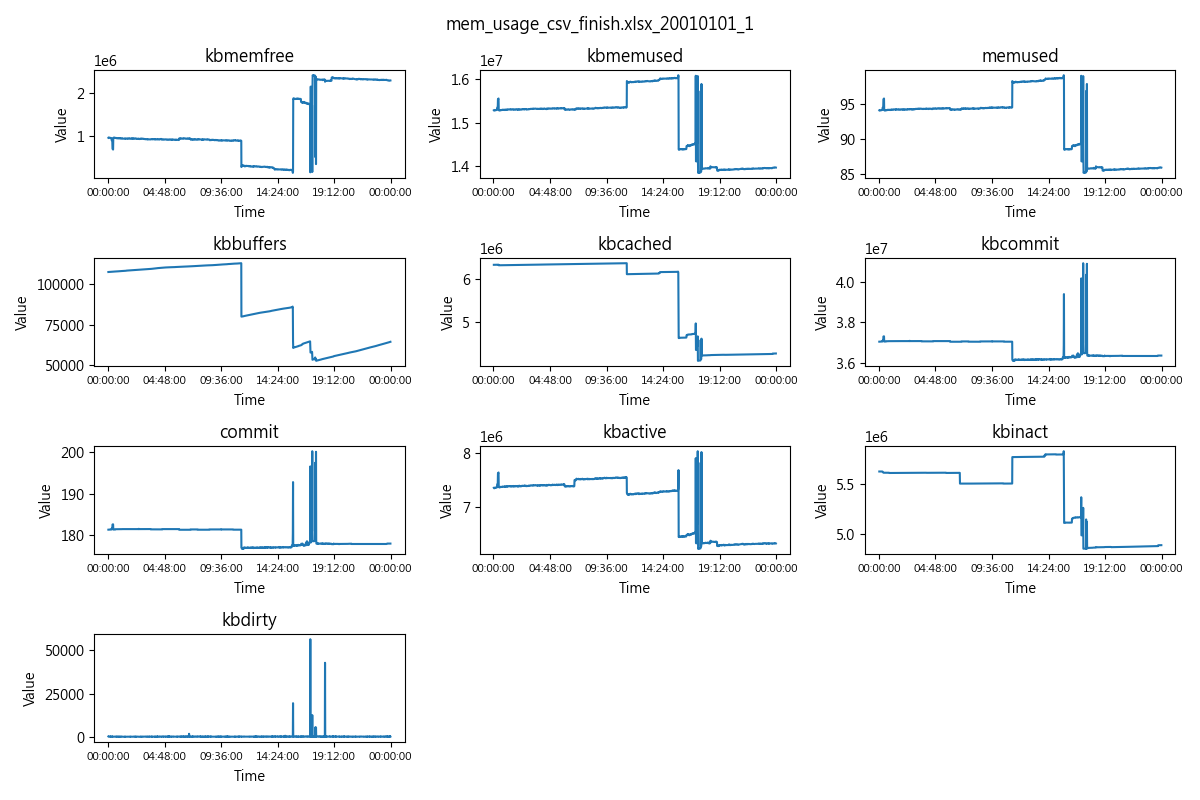 mem_usage_csv_finish.xlsx_20010101_1
kbmemfree
1e6
Value
2
1
00:00:00 04:48:00 09:36:00 14:24:00 19:12:00 00:00:00
Time
kbmemused
1e7
Value
1.6
1.5
1.4
00:00:00 04:48:00 09:36:00 14:24:00 19:12:00 00:00:00
Time
memused
Value
95
90
85
00:00:00 04:48:00 09:36:00 14:24:00 19:12:00 00:00:00
Time
kbbuffers
Value
100000
75000
50000
00:00:00 04:48:00 09:36:00 14:24:00 19:12:00 00:00:00
Time
kbcached
1e6
Value
6
5
00:00:00 04:48:00 09:36:00 14:24:00 19:12:00 00:00:00
Time
kbcommit
1e7
Value
4.0
3.8
3.6
00:00:00 04:48:00 09:36:00 14:24:00 19:12:00 00:00:00
Time
commit
Value
200
190
180
00:00:00 04:48:00 09:36:00 14:24:00 19:12:00 00:00:00
Time
kbactive
1e6
Value
8
7
00:00:00 04:48:00 09:36:00 14:24:00 19:12:00 00:00:00
Time
kbinact
1e6
Value
5.5
5.0
00:00:00 04:48:00 09:36:00 14:24:00 19:12:00 00:00:00
Time
kbdirty
Value
50000
25000
0
00:00:00 04:48:00 09:36:00 14:24:00 19:12:00 00:00:00
Time